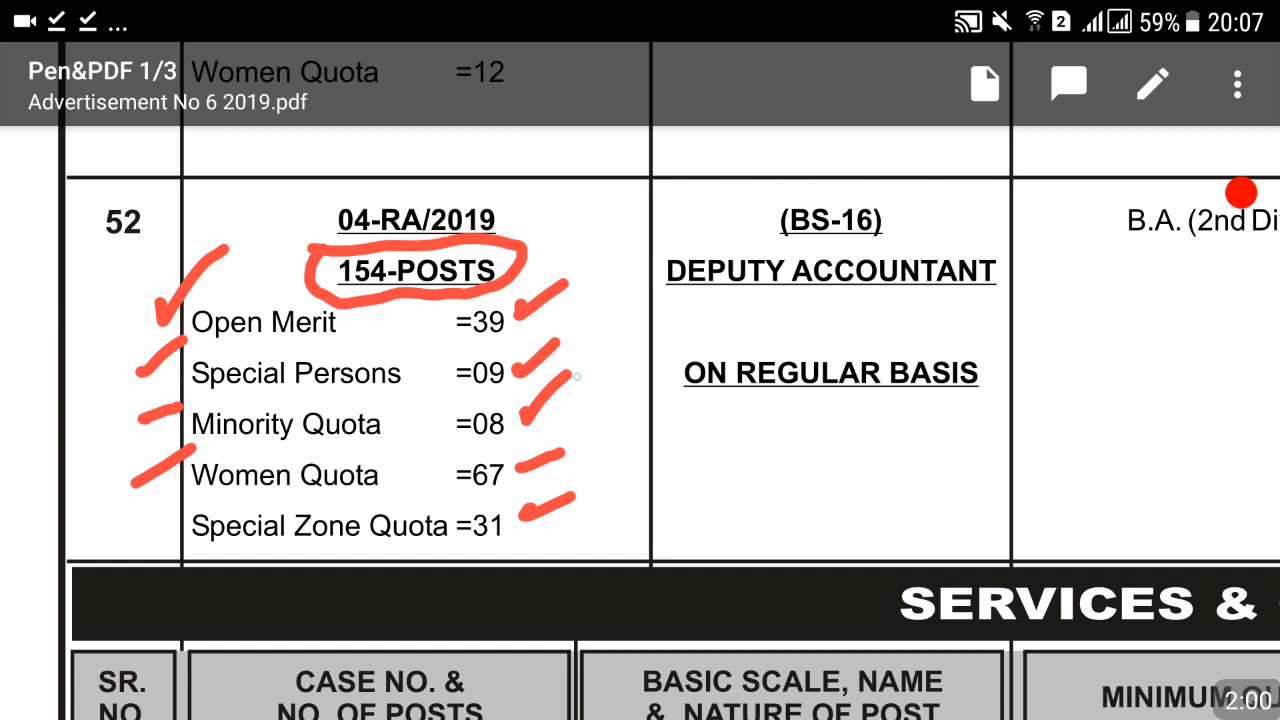 ... 2 59% 20:07
Pen&PDF 1/3 Women Quota =12
Advertisement No 6 2019.pdf
52 04-RA/2019 (BS-16) B.A. (2nd Di
154-POSTS DEPUTY ACCOUNTANT
Open Merit =39
Special Persons =09 ON REGULAR BASIS
Minority Quota =08
Women Quota =67
Special Zone Quota =31
SERVICES &
SR. CASE NO. & BASIC SCALE, NAME MINIMUM
NO. NO. OF POSTS & NATURE OF POST 2:00